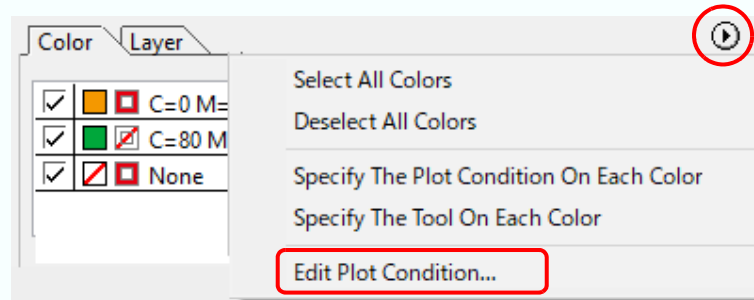 Color Layer
Select All Colors
C=0 M=
Deselect All Colors
C=80 M
None
Specify The Plot Condition On Each Color
Specify The Tool On Each Color
Edit Plot Condition...